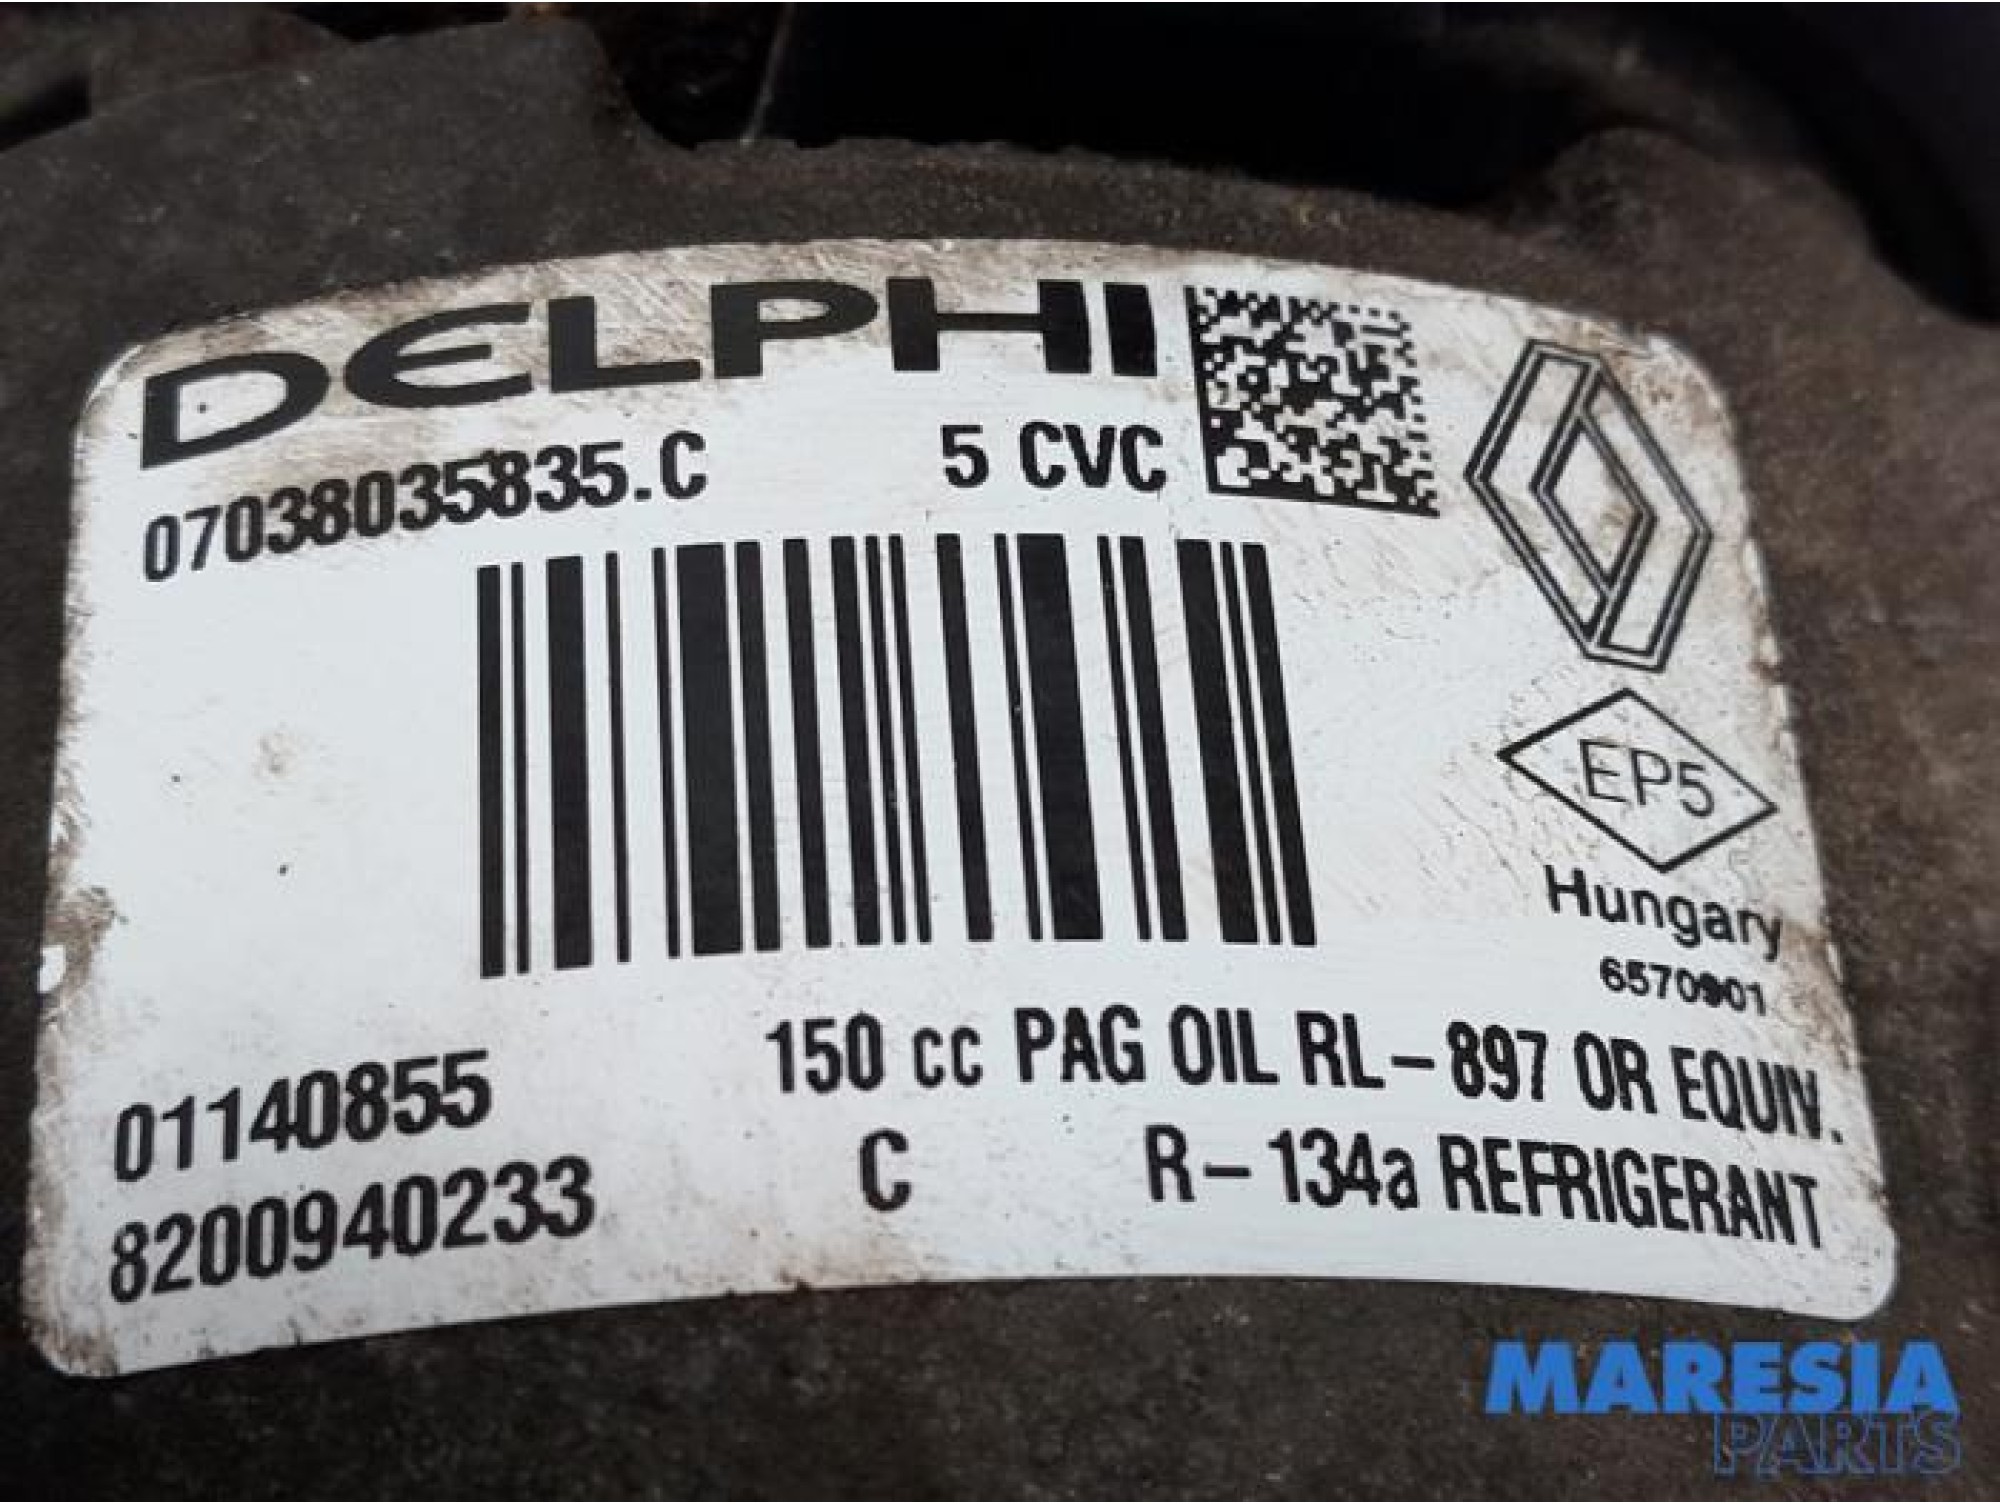 DELPHI
07038035835.C 5 CVC
EP5
Hungary
6570901
01140855 150 cc PAG OIL RL-897 OR EQUIV.
8200940233 C R-134a REFRIGERANT
MARESIA
PARTS